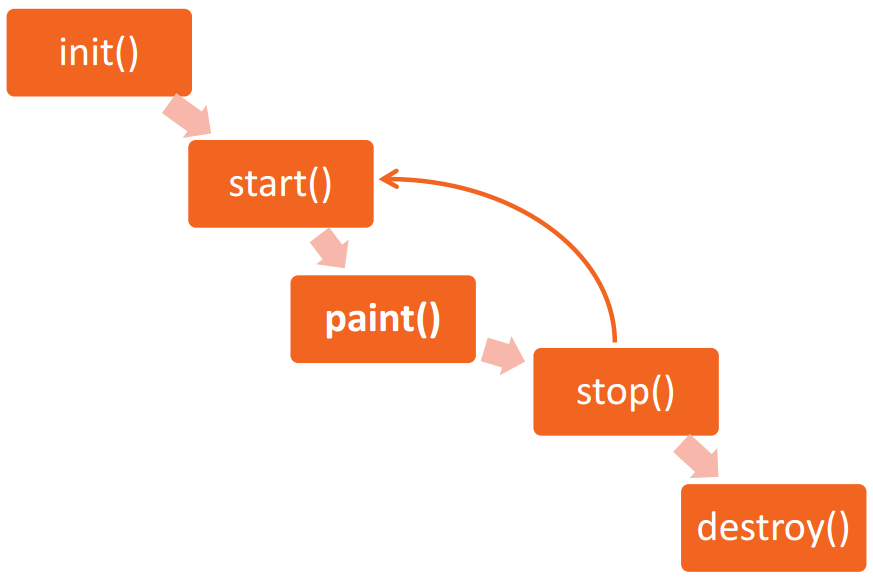 init()
start()
paint()
stop()
destroy()